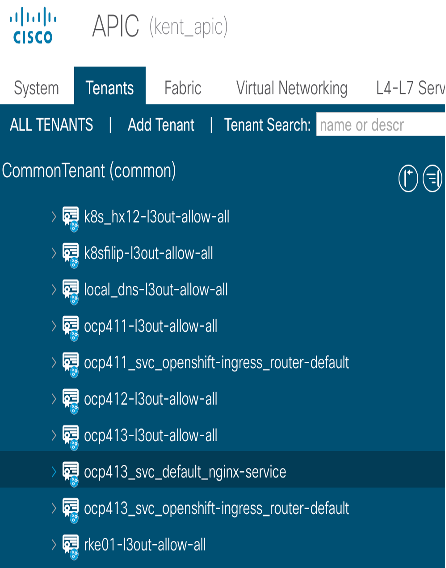 CISCO
APIC (kent_apic)
System Tenants Fabric Virtual Networking L4-L7 Serv
ALL TENANTS | Add Tenant | Tenant Search: name or descr
CommonTenant (common)
k8s_hx12-l3out-allow-all
k8sfilip-l3out-allow-all
local_dns-l3out-allow-all
ocp411-l3out-allow-all
ocp411_svc_openshift-ingress_router-default
ocp412-l3out-allow-all
ocp413-l3out-allow-all
ocp413_svc_default_nginx-service
ocp413_svc_openshift-ingress_router-default
rke01-l3out-allow-all